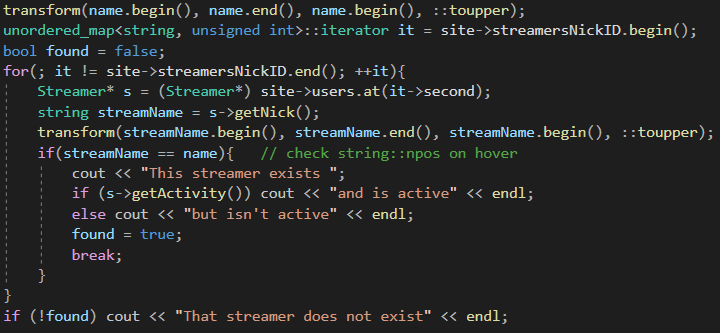 transform(name.begin(), name.end(), name.begin(), ::toupper);
unordered_map<string, unsigned int>::iterator it = site->streamersNickID.begin();
bool found = false;
for(; it != site->streamersNickID.end(); ++it){
    Streamer* s = (Streamer*) site->users.at(it->second);
    string streamName = s->getNick();
    transform(streamName.begin(), streamName.end(), streamName.begin(), ::toupper);
    if(streamName == name){   // check string::npos on hover
        cout << "This streamer exists ";
        if (s->getActivity()) cout << "and is active" << endl;
        else cout << "but isn't active" << endl;
        found = true;
        break;
    }
}
if (!found) cout << "That streamer does not exist" << endl;